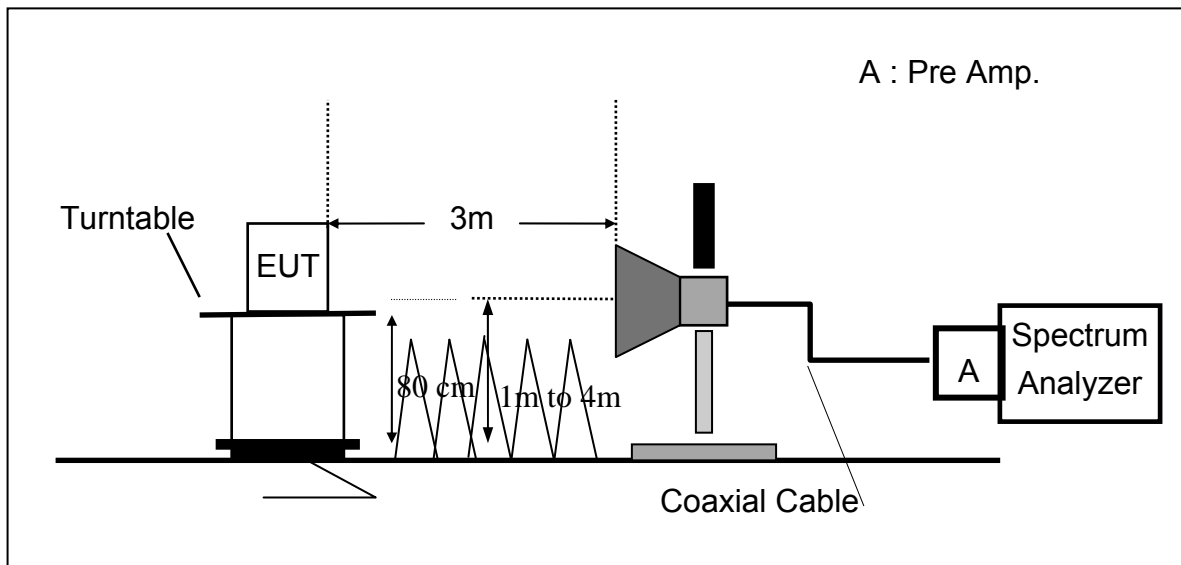 A : Pre Amp.
Turntable
3m
EUT
80 cm
1m to 4m
A
Spectrum
Analyzer
Coaxial Cable